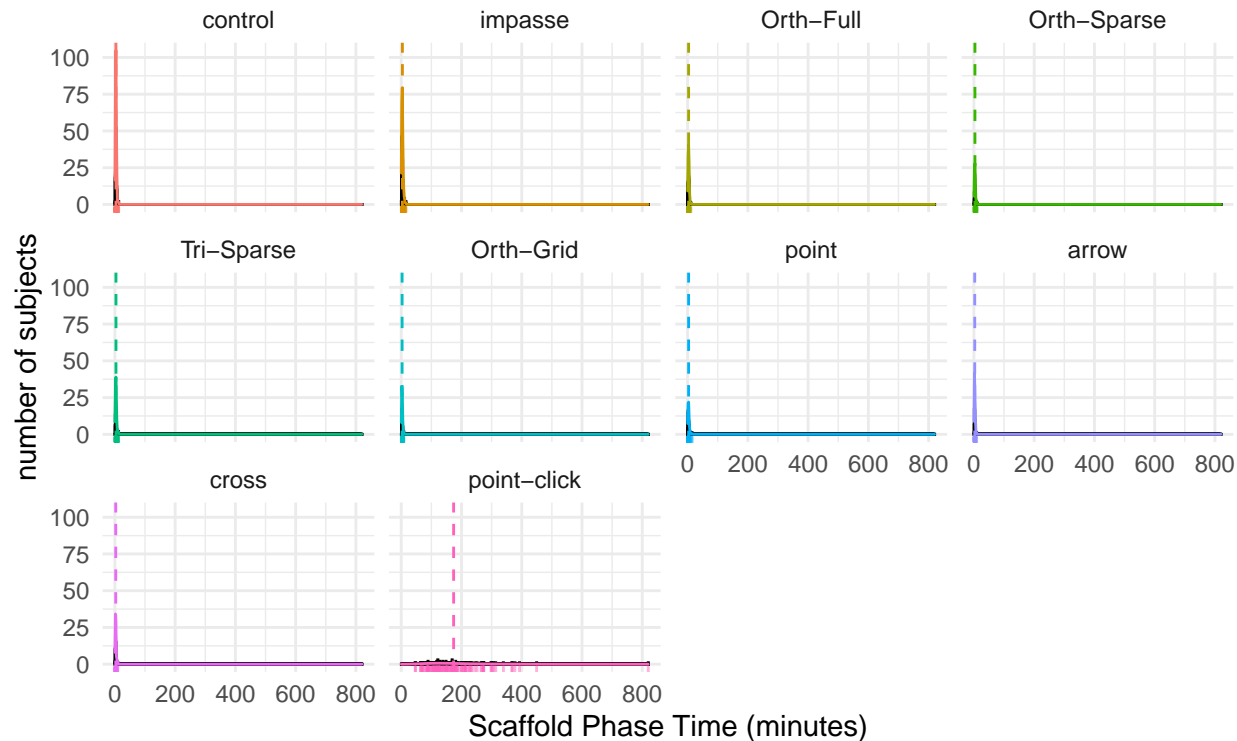 control impasse Orth−Full Orth−Sparse
100
75
50
25
0
Tri−Sparse Orth−Grid point arrow
100
75
50
25
0
0 200 400 600 800 0 200 400 600 800
cross point−click
100
75
50
25
0
0 200 400 600 800 0 200 400 600 800
number of subjects
Scaffold Phase Time (minutes)